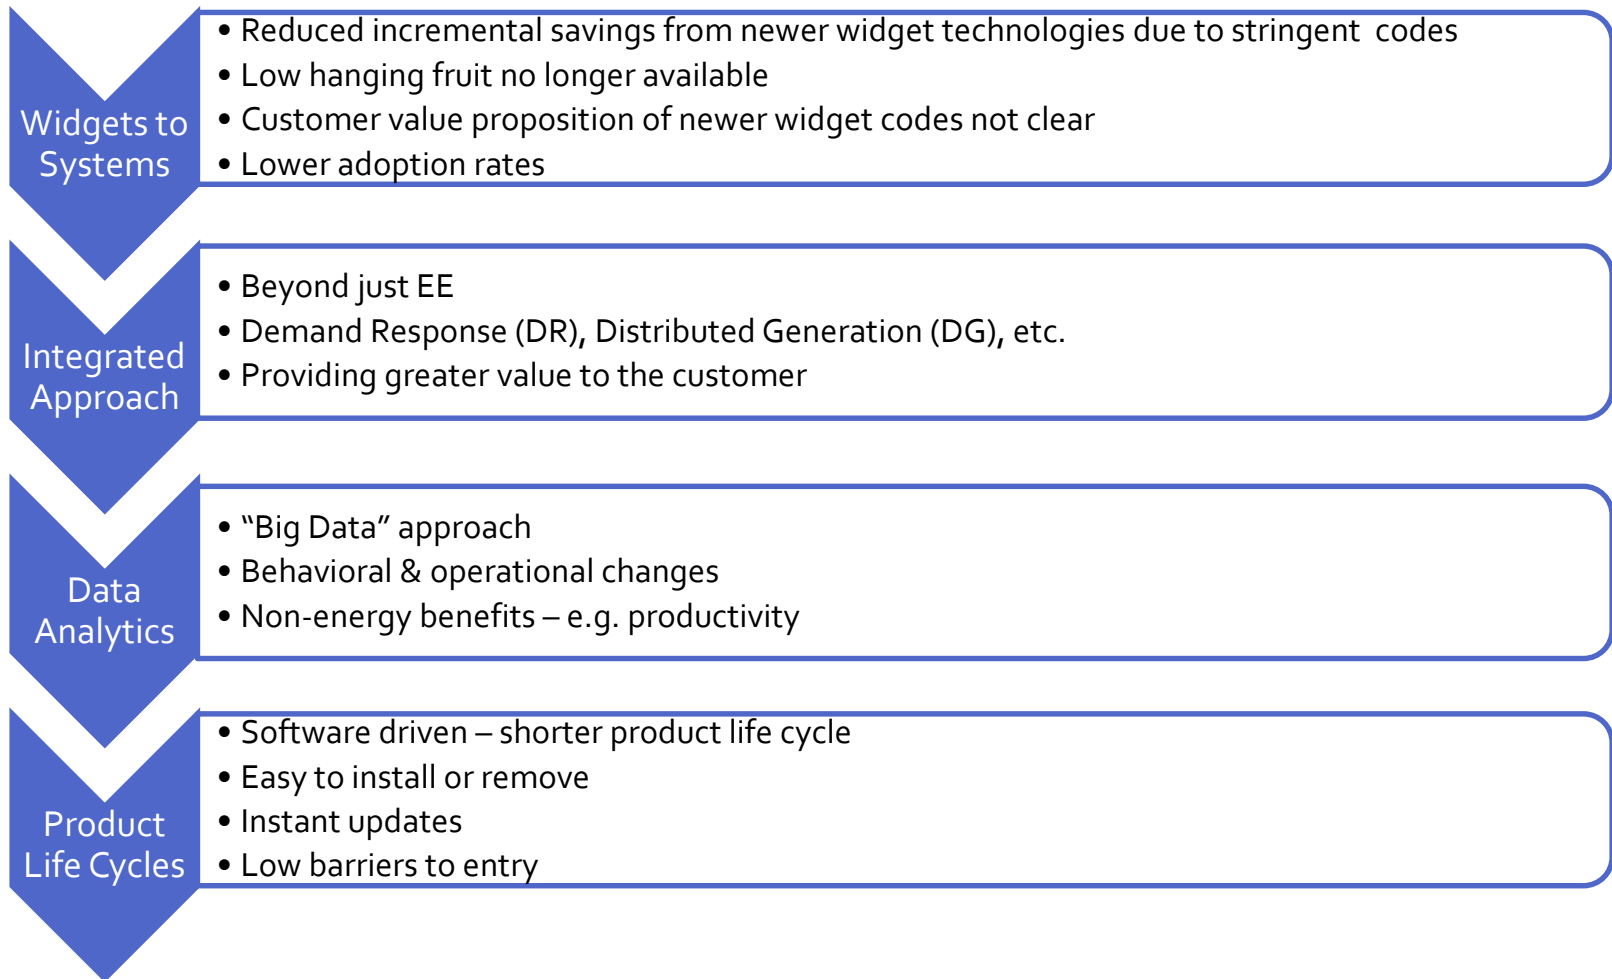 Widgets to
Systems
• Reduced incremental savings from newer widget technologies due to stringent codes
• Low hanging fruit no longer available
• Customer value proposition of newer widget codes not clear
• Lower adoption rates
Integrated
Approach
• Beyond just EE
• Demand Response (DR), Distributed Generation (DG), etc.
• Providing greater value to the customer
Data
Analytics
• “Big Data” approach
• Behavioral & operational changes
• Non-energy benefits – e.g. productivity
Product
Life Cycles
• Software driven – shorter product life cycle
• Easy to install or remove
• Instant updates
• Low barriers to entry